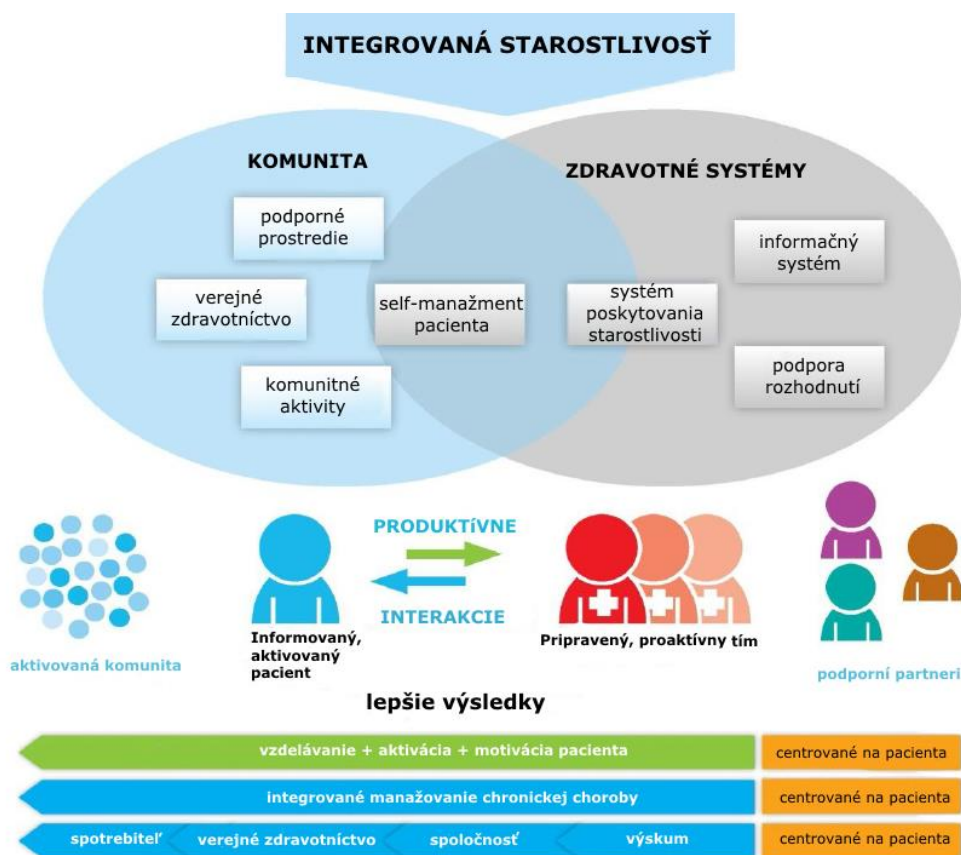 INTEGROVANÁ STAROSTLIVOSŤ
KOMUNITA
ZDRAVOTNÉ SYSTÉMY
podporné
prostredie
verejné
zdravotníctvo
komunitné
aktivity
self-manažment
pacienta
systém
poskytovania
starostlivosti
informačný
systém
podpora
rozhodnutí
PRODUKTíVNE
INTERAKCIE
aktivovaná komunita
Informovaný,
aktivovaný
pacient
Pripravený, proaktívny tím
podporní partneri
lepšie výsledky
vzdelávanie + aktivácia + motivácia pacienta
centrované na pacienta
integrované manažovanie chronickej choroby
centrované na pacienta
spotrebiteľ verejné zdravotníctvo spoločnosť výskum
centrované na pacienta